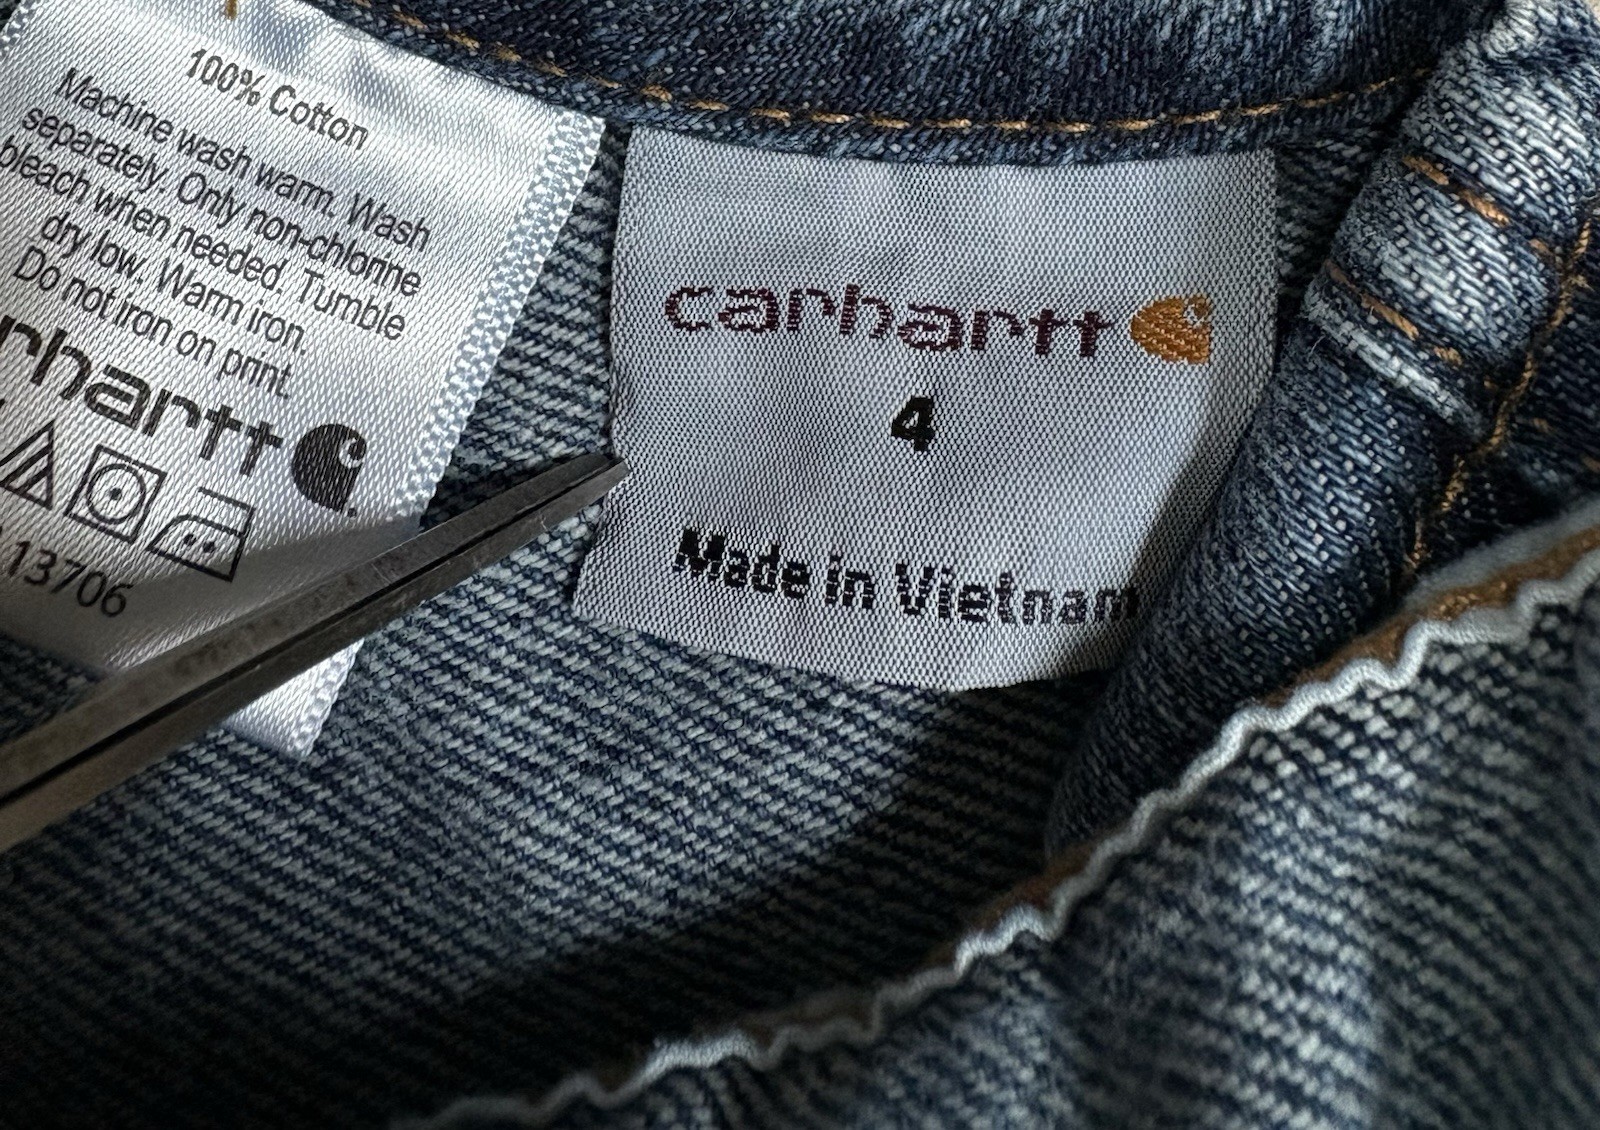 100% Cotton
Machine wash warm. Wash
separately. Only non-chlorine
bleach when needed. Tumble
dry low. Warm iron.
Do not iron on print.
rhartt
13706
carhartt
4
Made in Vietnam